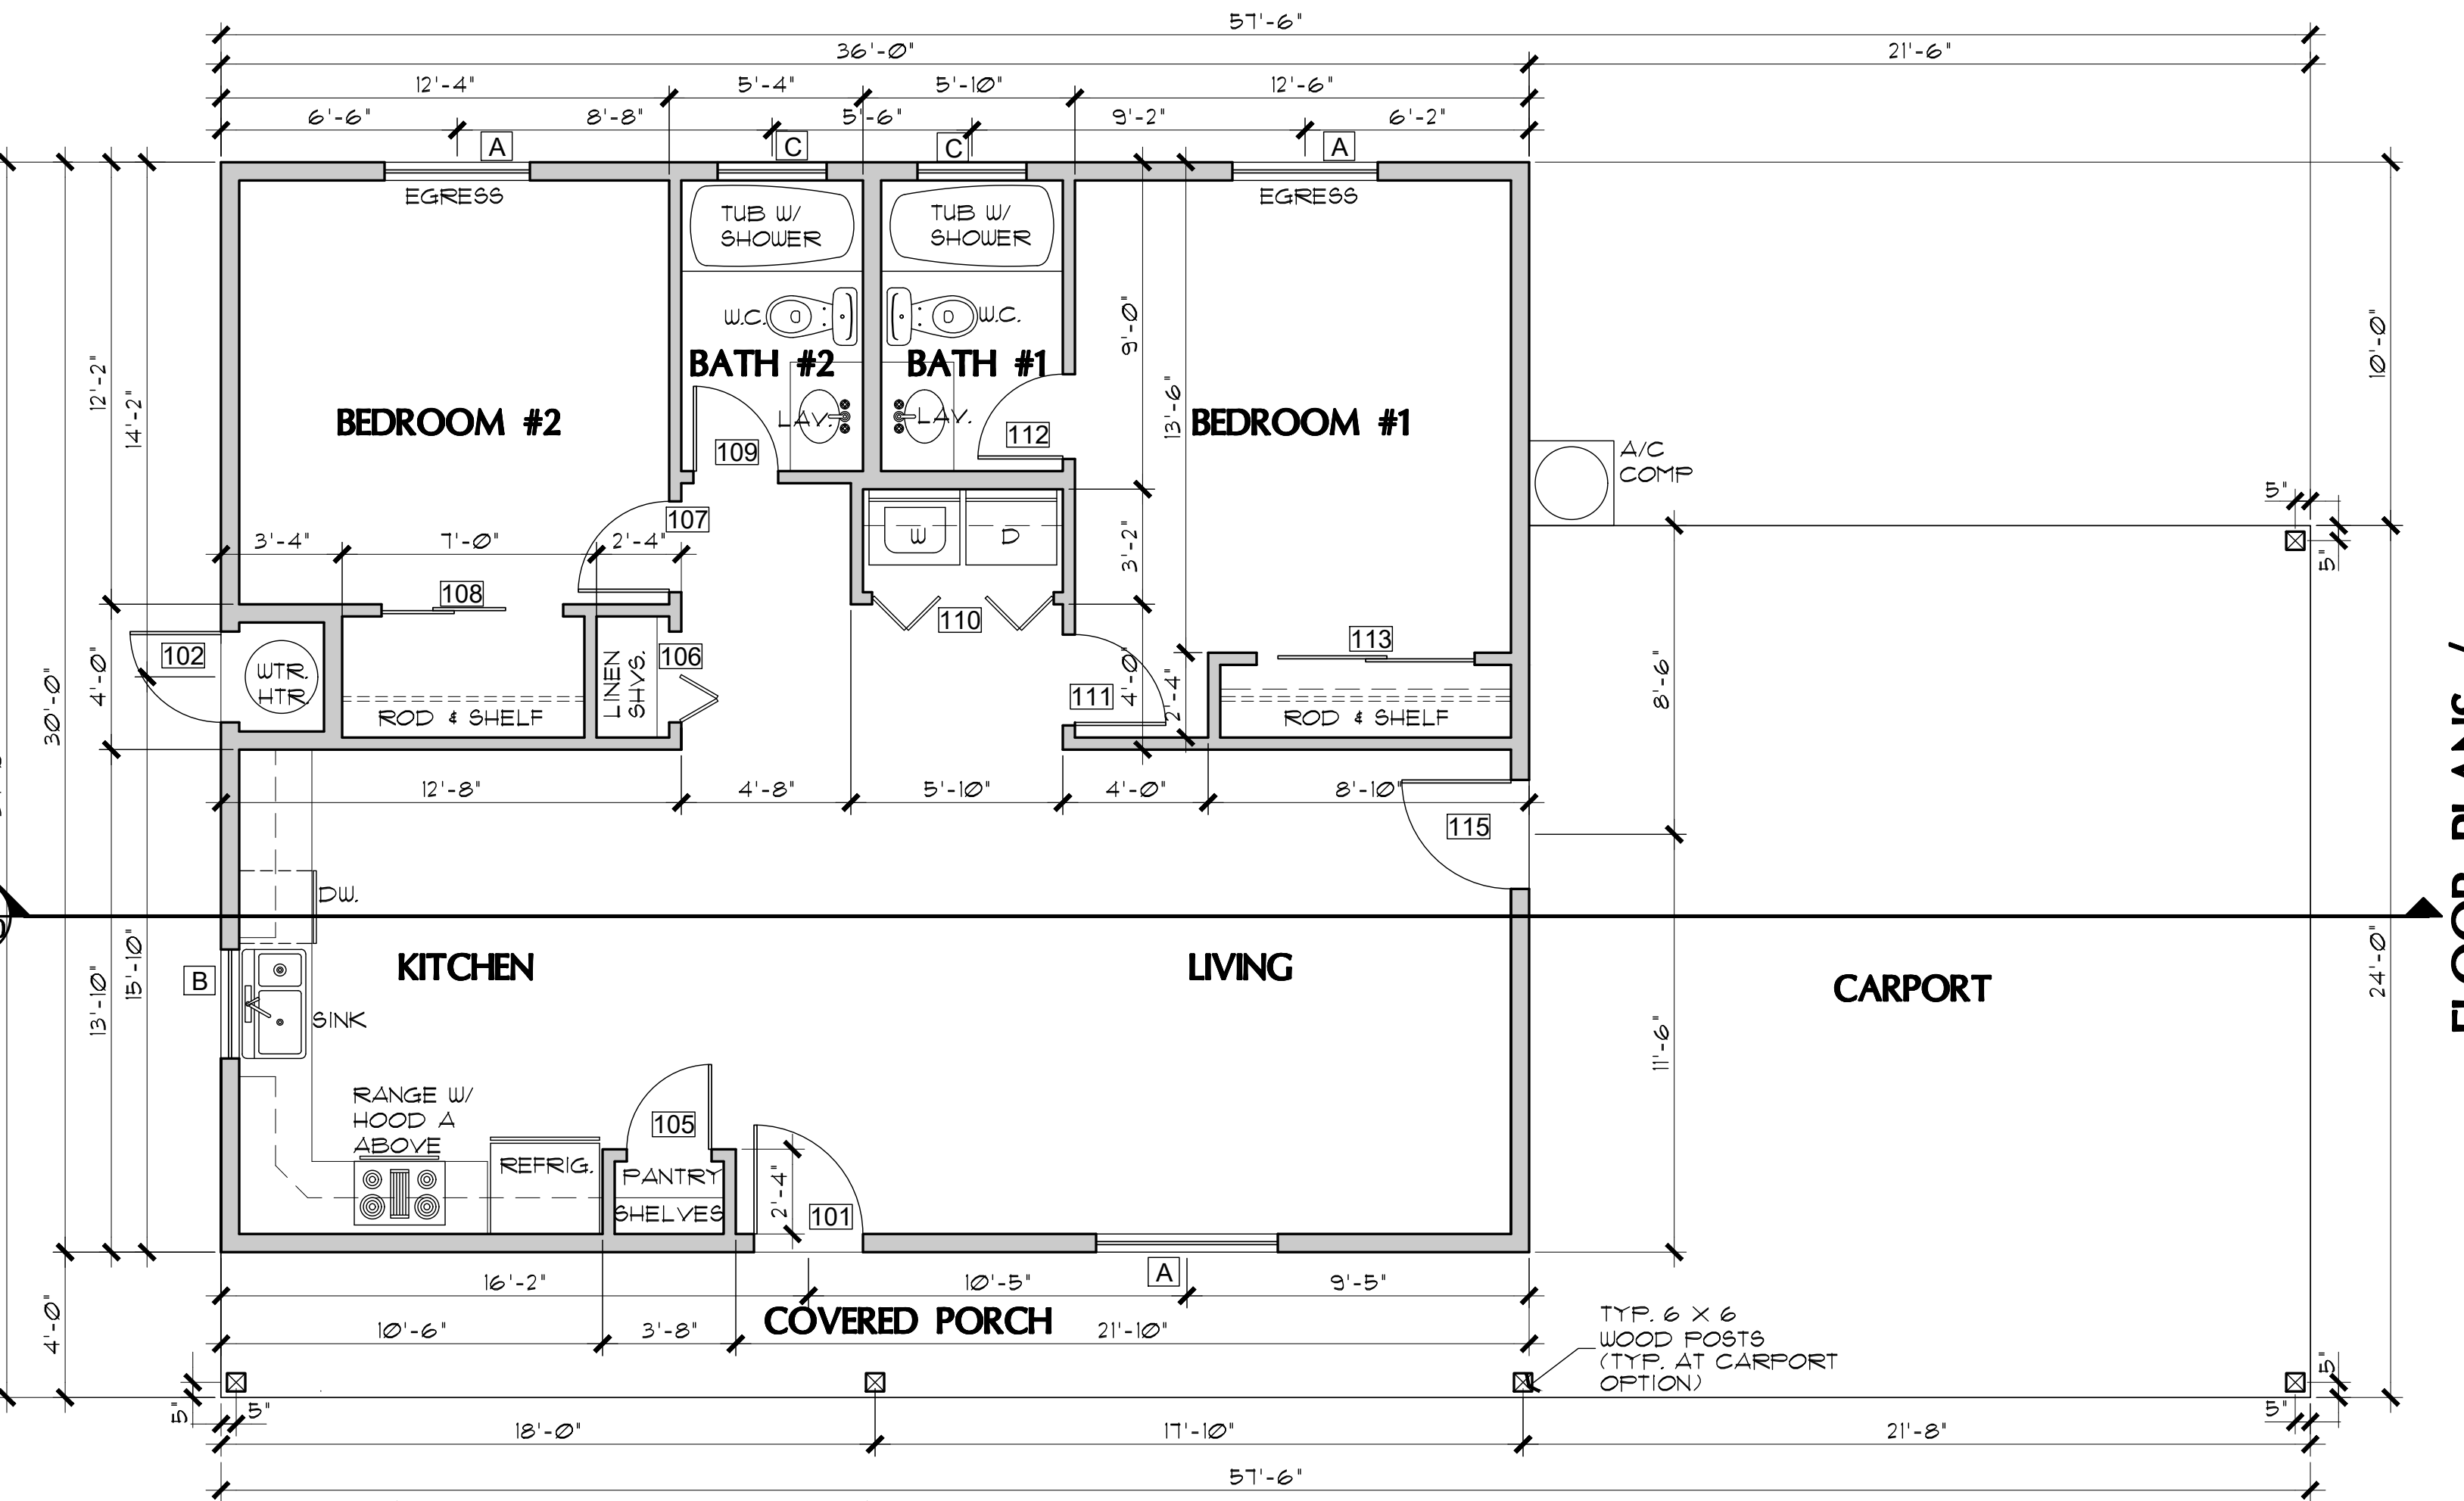 57'-6"
36'-0"
21'-6"
12'-4"
5'-4"
5'-10"
12'-6"
6'-6"
8'-8"
5'-6"
9'-2"
6'-2"
A
C
C
A
EGRESS
EGRESS
TUB W/
SHOWER
TUB W/
SHOWER
W.C.
W.C.
BATH #2
BATH #1
LAV.
LAV.
BEDROOM #2
BEDROOM #1
12'-2"
14'-2"
9'-0"
13'-6"
10'-0"
109
112
A/C
COMP
107
W
D
5"
5"
3'-4"
7'-0"
2'-4"
3'-2"
108
110
113
102
106
111
WTR.
HTR.
LINEN
SHVS.
ROD & SHELF
ROD & SHELF
4'-0"
4'-0"
2'-4"
8'-6"
30'-0"
12'-8"
4'-8"
5'-10"
4'-0"
8'-10"
115
DW.
KITCHEN
LIVING
CARPORT
B
SINK
13'-10"
15'-10"
11'-6"
24'-0"
FLOOR PLANS /
RANGE W/
HOOD A
ABOVE
REFRIG.
105
PANTRY
SHELVES
2'-4"
101
A
16'-2"
10'-5"
9'-5"
COVERED PORCH
10'-6"
3'-8"
21'-10"
4'-0"
TYP. 6 X 6
WOOD POSTS
(TYP. AT CARPORT
OPTION)
5"
5"
5"
5"
18'-0"
17'-10"
21'-8"
57'-6"